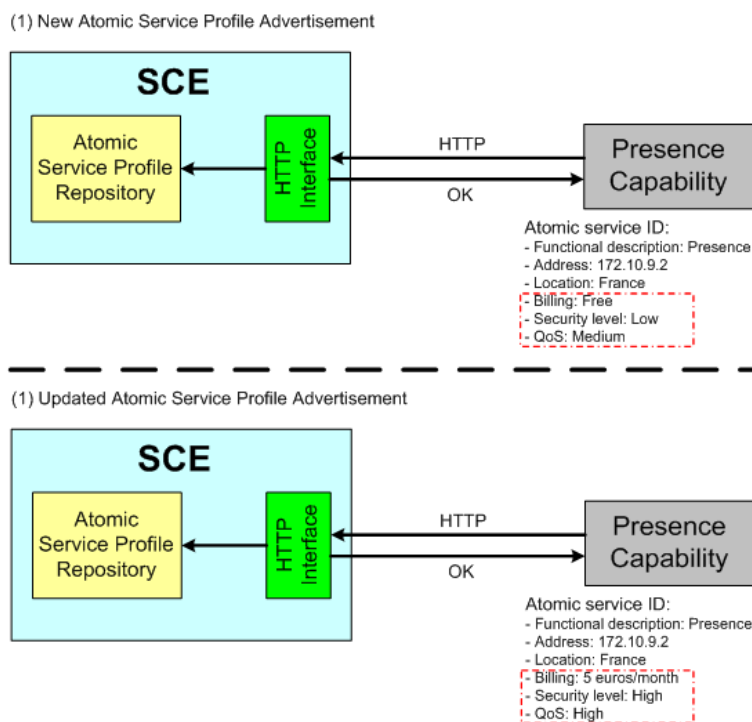 (1) New Atomic Service Profile Advertisement
SCE
Atomic
Service Profile
Repository
HTTP
Interface
HTTP
OK
Presence
Capability
Atomic service ID:
- Functional description: Presence
- Address: 172.10.9.2
- Location: France
- Billing: Free
- Security level: Low
- QoS: Medium
(1) Updated Atomic Service Profile Advertisement
SCE
Atomic
Service Profile
Repository
HTTP
Interface
HTTP
OK
Presence
Capability
Atomic service ID:
- Functional description: Presence
- Address: 172.10.9.2
- Location: France
- Billing: 5 euros/month
- Security level: High
- QoS: High